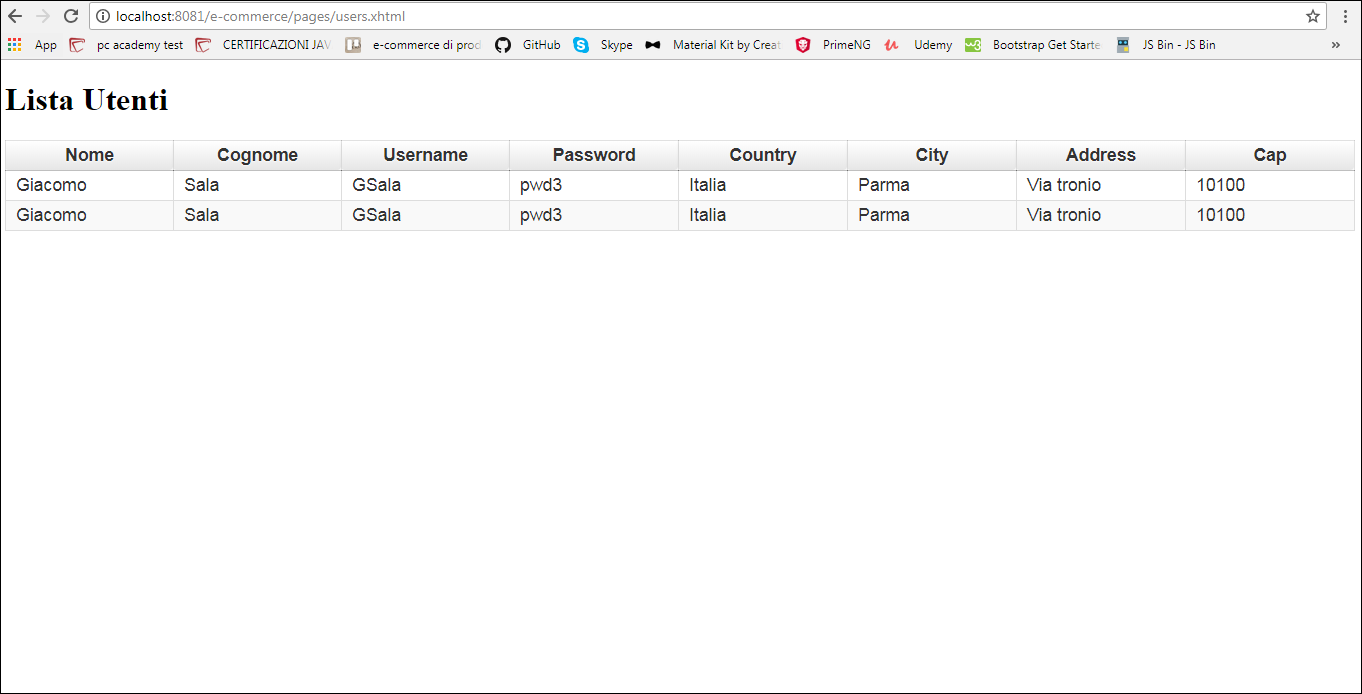 localhost:8081/e-commerce/pages/users.xhtml
App pc academy test CERTIFICAZIONI JAV e-commerce di prod GitHub Skype Material Kit by Creat PrimeNG Udemy Bootstrap Get Starte JS Bin - JS Bin »
Lista Utenti
Nome Cognome Username Password Country City Address Cap
Giacomo Sala GSala pwd3 Italia Parma Via tronio 10100
Giacomo Sala GSala pwd3 Italia Parma Via tronio 10100